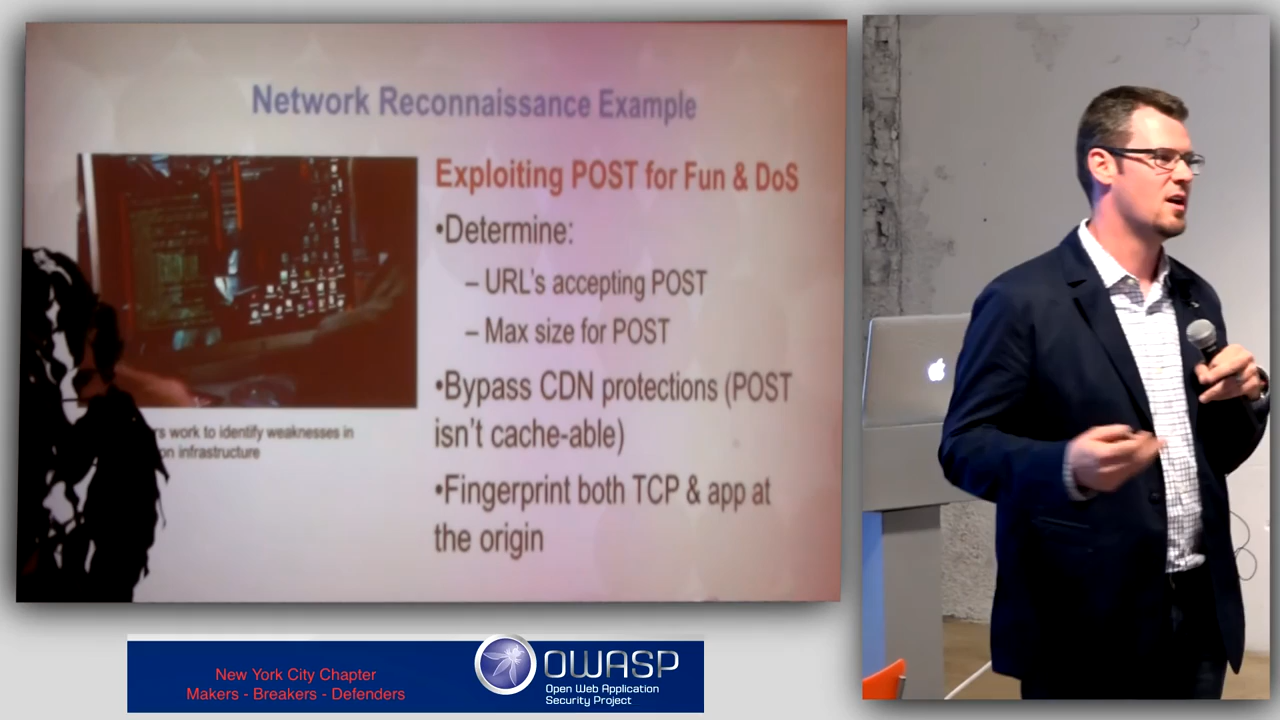 Network Reconnaissance Example
Exploiting POST for Fun & DoS
•Determine:
– URL's accepting POST
– Max size for POST
•Bypass CDN protections (POST
isn't cache-able)
•Fingerprint both TCP & app at
the origin
work to identify weaknesses in
infrastructure
New York City Chapter
Makers - Breakers - Defenders
OWASP
Open Web Application
Security Project